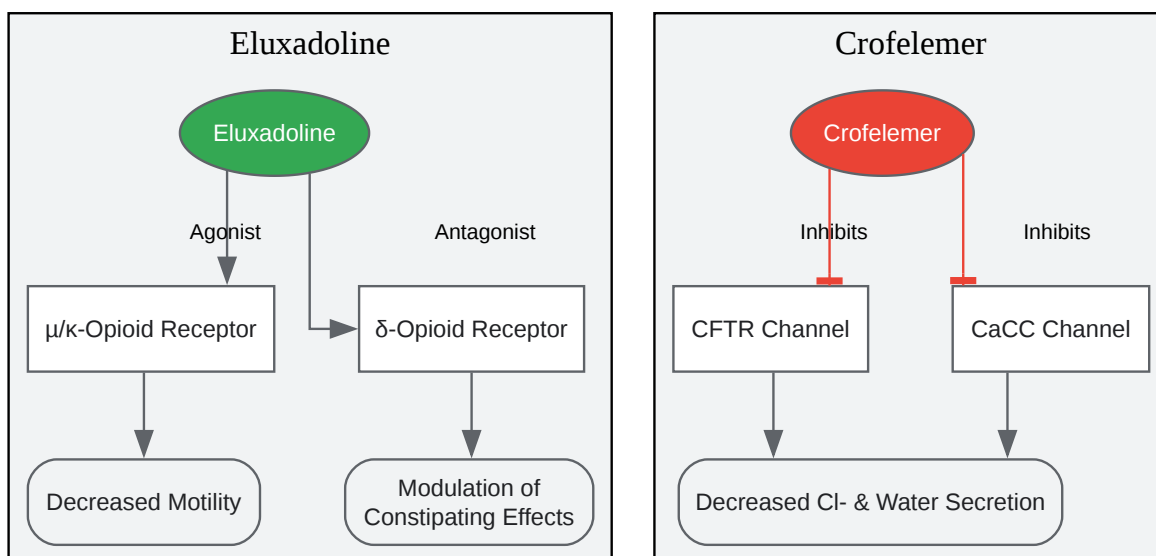 Eluxadoline
Eluxadoline
Agonist
Antagonist
μ/κ-Opioid Receptor
δ-Opioid Receptor
Decreased Motility
Modulation of
Constipating Effects
Crofelemer
Crofelemer
Inhibits
Inhibits
CFTR Channel
CaCC Channel
Decreased Cl- & Water Secretion